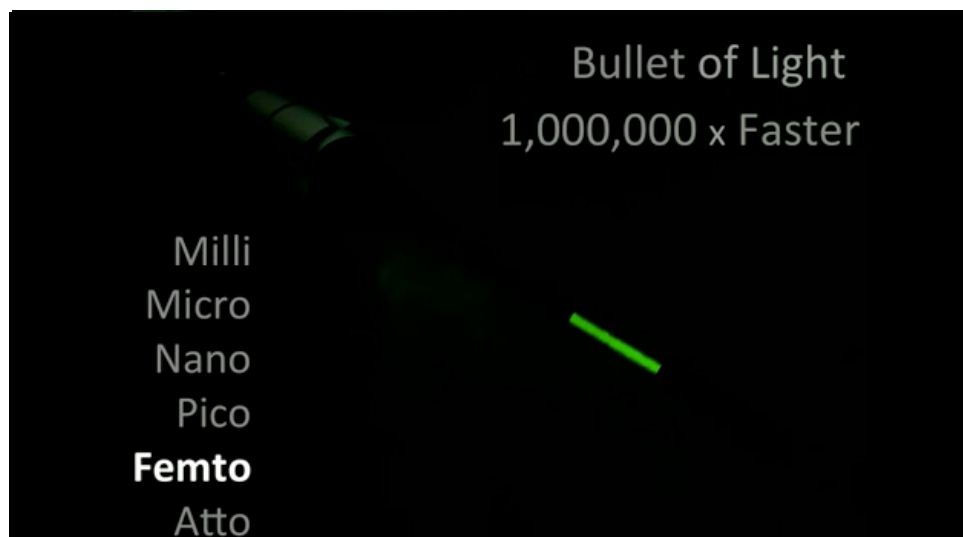 Bullet of Light
1,000,000 x Faster
Milli
Micro
Nano
Pico
Femto
Atto